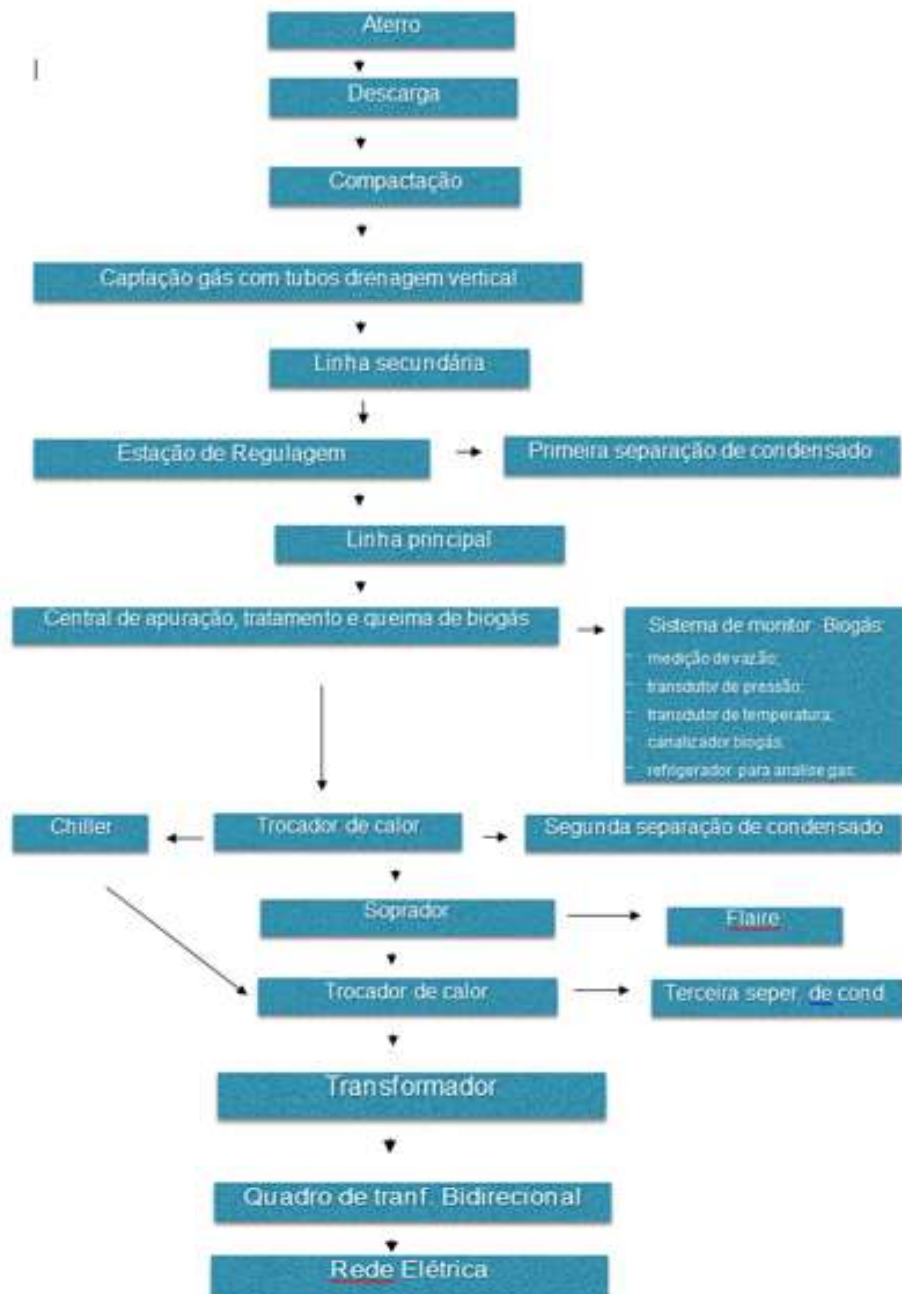 Aterro
Descarga
Compactação
Captação gás com tubos drenagem vertical
Linha secundária
Estação de Regulagem
Primeira separação de condensado
Linha principal
Central de apuração, tratamento e queima de biogás
Sistema de monitor. Biogás:
- medição de vazão;
- transdutor de pressão;
- transdutor de temperatura;
- canalizador biogás;
- refrigerador para analise gas;
Chiller
Trocador de calor
Segunda separação de condensado
Soprador
Flaire
Trocador de calor
Terceira seper. de cond
Transformador
Quadro de tranf. Bidirecional
Rede Elétrica